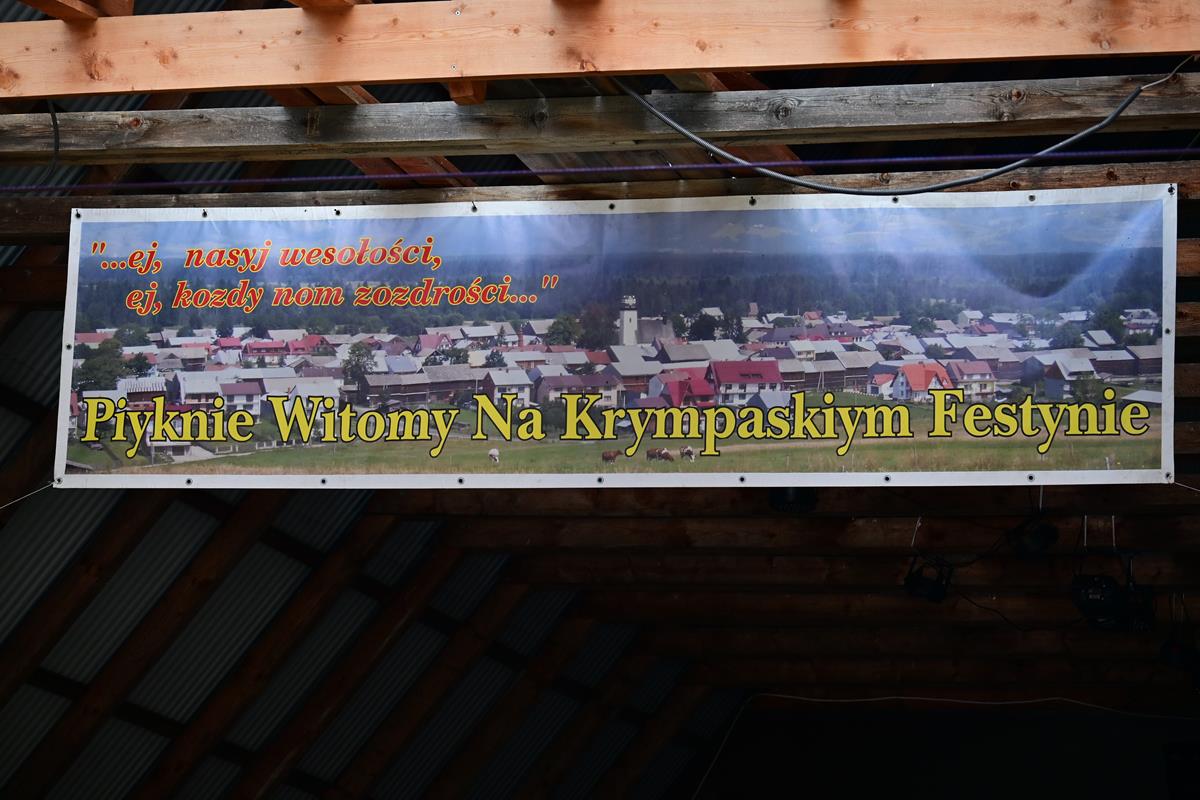 "...ej, nasyj wesołości,
ej, kozdy nom zozdrości..."
Piyknie Witomy Na Krympaskiym Festynie